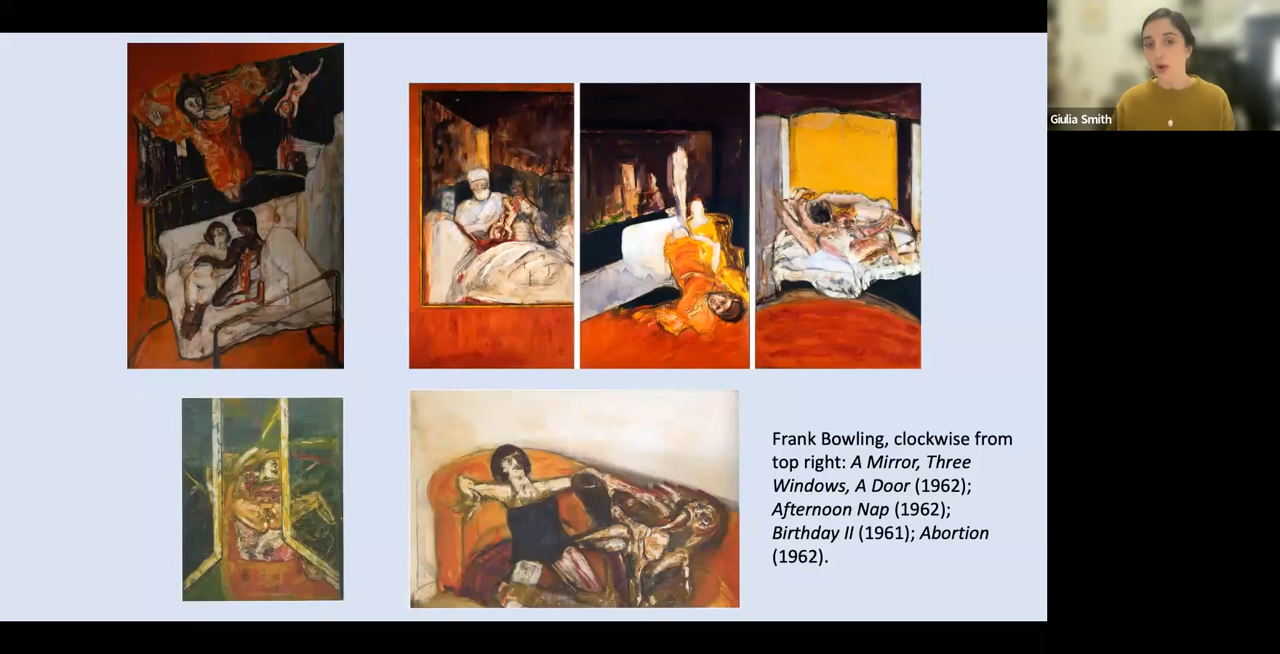 Giulia Smith
Frank Bowling, clockwise from
top right: A Mirror, Three
Windows, A Door (1962);
Afternoon Nap (1962);
Birthday II (1961); Abortion
(1962).